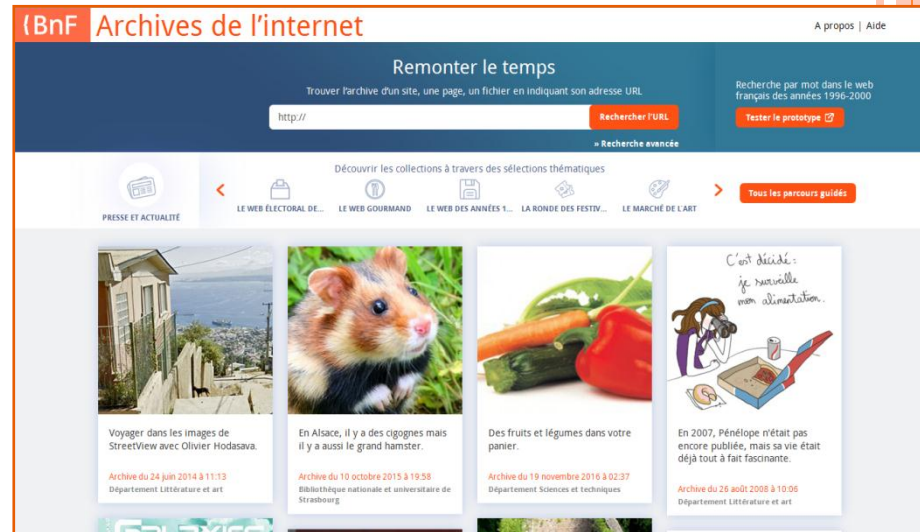 (BnF Archives de l'internet
A propos | Aide
Remonter le temps
Trouver l'archive d'un site, une page, un fichier en indiquant son adresse URL
http://
Rechercher l'URL
» Recherche avancée
Recherche par mot dans le web
français des années 1996-2000
Tester le prototype
Découvrir les collections à travers des sélections thématiques
PRESSE ET ACTUALITÉ
LE WEB ÉLECTORAL DE...
LE WEB GOURMAND
LE WEB DES ANNÉES 1...
LA RONDE DES FESTIV...
LE MARCHÉ DE L'ART
Tous les parcours guidés
Voyager dans les images de
StreetView avec Olivier Hodasava.
Archive du 24 juin 2014 à 11:13
Département Littérature et art
En Alsace, il y a des cigognes mais
il y a aussi le grand hamster.
Archive du 10 octobre 2015 à 19:58
Bibliothèque nationale et universitaire de
Strasbourg
Des fruits et légumes dans votre
panier.
Archive du 19 novembre 2016 à 02:37
Département Sciences et techniques
C'est décidé :
je surveille
mon alimentation.
En 2007, Pénélope n'était pas
encore publiée, mais sa vie était
déjà tout à fait fascinante.
Archive du 26 août 2008 à 10:06
Département Littérature et art